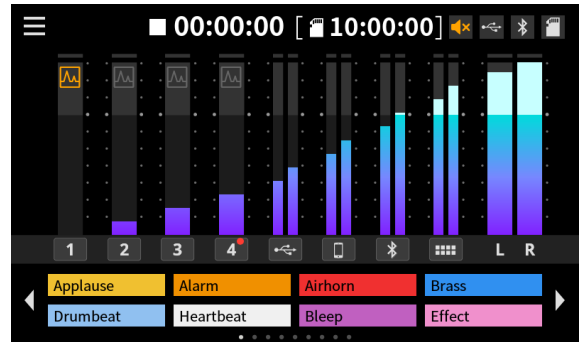 00:00:00 [ 10:00:00]
1 2 3 4 L R
Applause Alarm Airhorn Brass
Drumbeat Heartbeat Bleep Effect